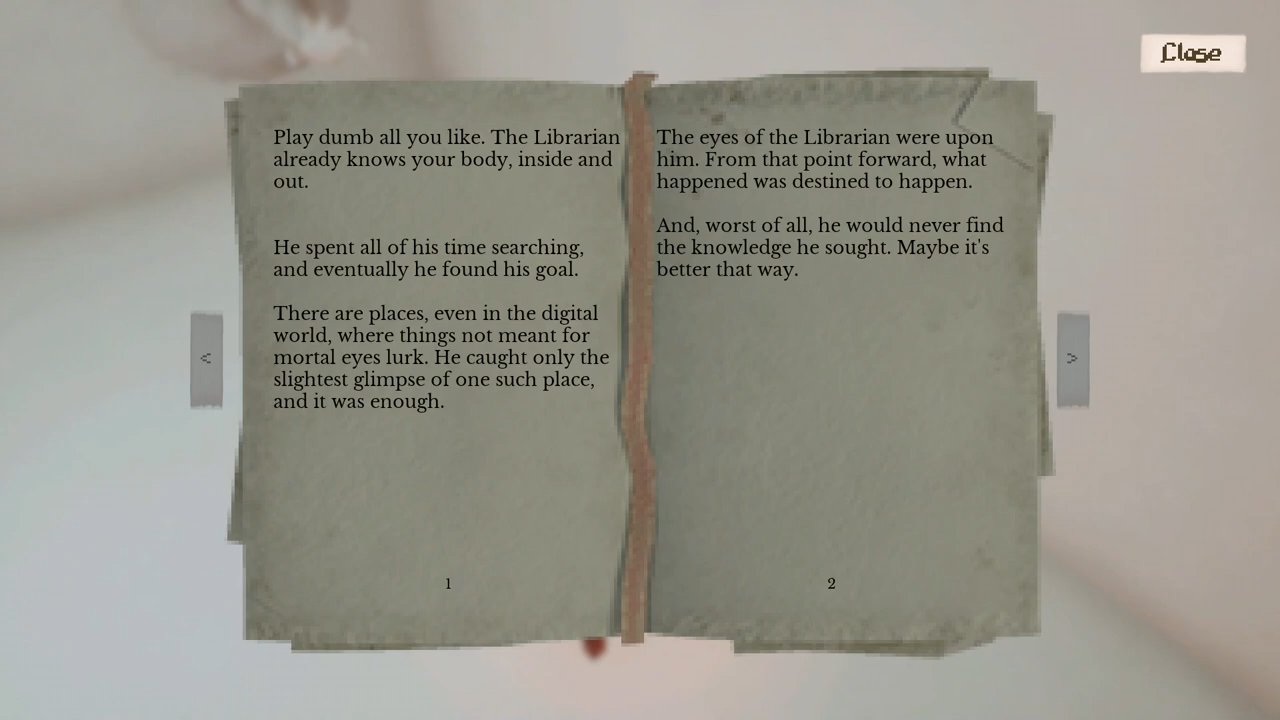 Close
Play dumb all you like. The Librarian
already knows your body, inside and
out.
He spent all of his time searching,
and eventually he found his goal.
There are places, even in the digital
world, where things not meant for
mortal eyes lurk. He caught only the
slightest glimpse of one such place,
and it was enough.
1
The eyes of the Librarian were upon
him. From that point forward, what
happened was destined to happen.
And, worst of all, he would never find
the knowledge he sought. Maybe it's
better that way.
2
<
>